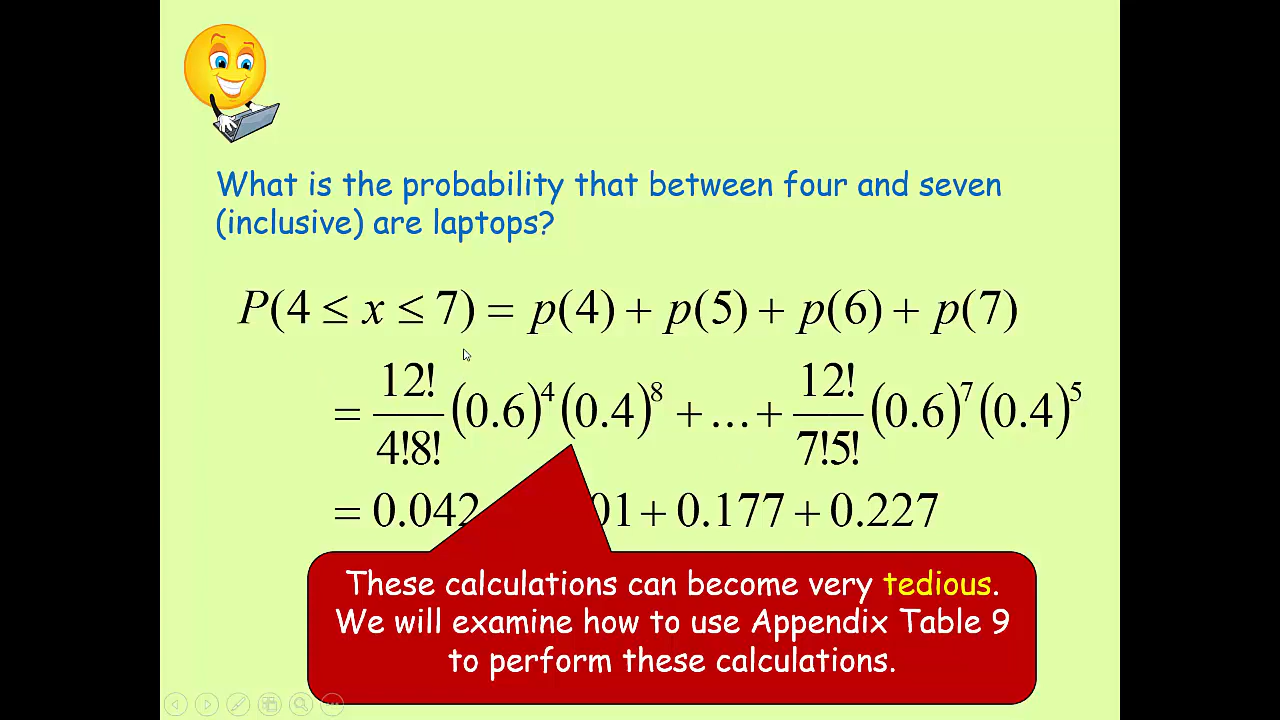 What is the probability that between four and seven
(inclusive) are laptops?
P(4 ≤ x ≤ 7) = p(4) + p(5) + p(6) + p(7)
= 12!/4!8! (0.6)^4 (0.4)^8 + ... + 12!/7!5! (0.6)^7 (0.4)^5
= 0.042 01 + 0.177 + 0.227
These calculations can become very tedious.
We will examine how to use Appendix Table 9
to perform these calculations.